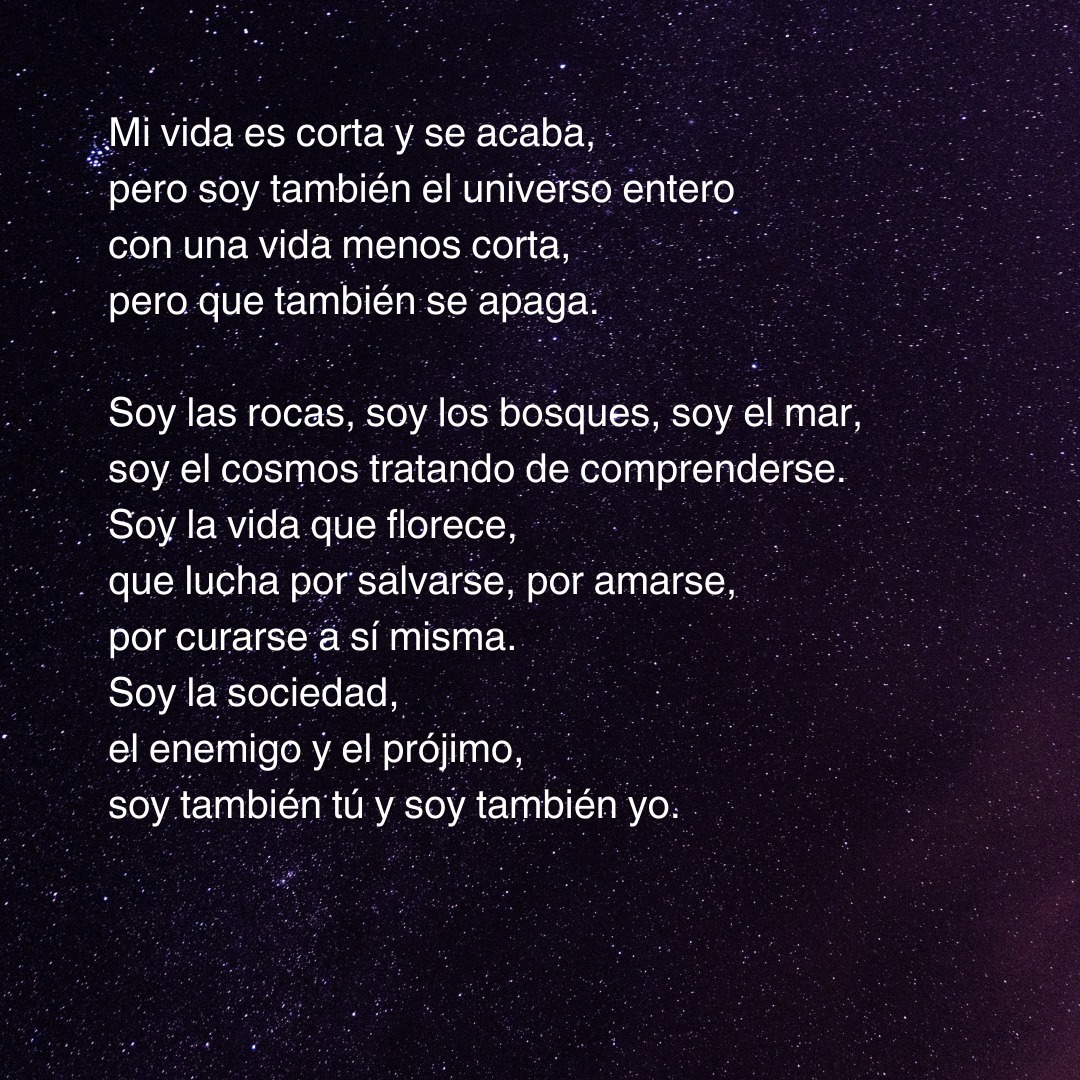 Mi vida es corta y se acaba,
pero soy también el universo entero
con una vida menos corta,
pero que también se apaga.
Soy las rocas, soy los bosques, soy el mar,
soy el cosmos tratando de comprenderse.
Soy la vida que florece,
que lucha por salvarse, por amarse,
por curarse a sí misma.
Soy la sociedad,
el enemigo y el prójimo,
soy también tú y soy también yo.